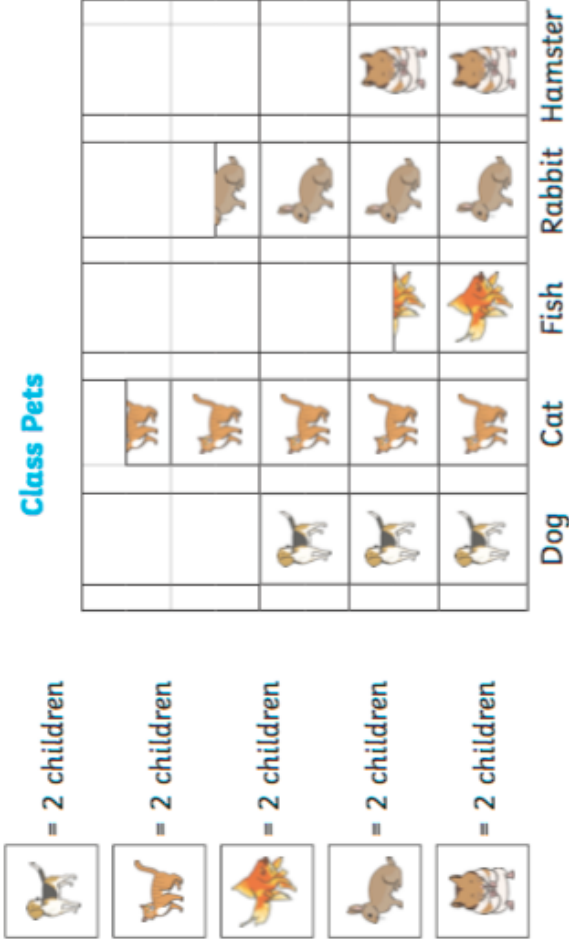 Class Pets
= 2 children
= 2 children
= 2 children
= 2 children
= 2 children
Dog
Cat
Fish
Rabbit
Hamster